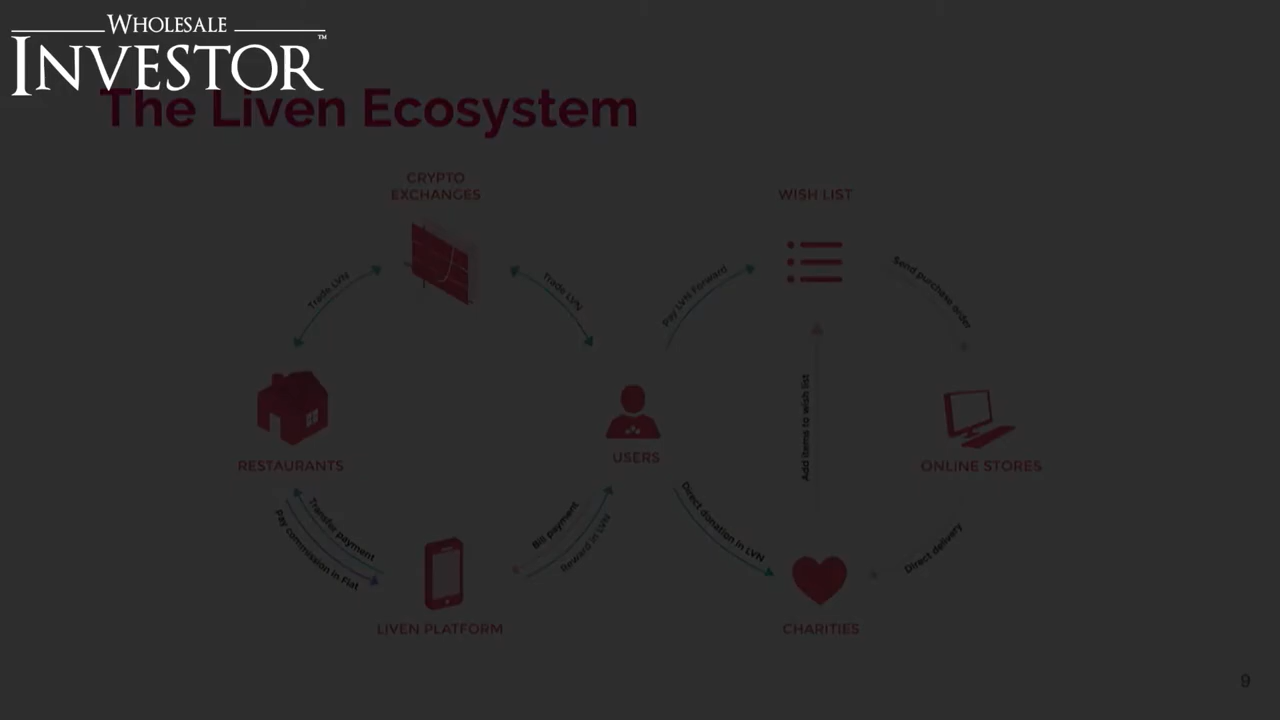 WHOLESALE
INVESTOR™
The Liven Ecosystem
CRYPTO
EXCHANGES
WISH LIST
Trade LVN
Trade LVN
Pay LVN Forward
Send purchase order
Add items to wish list
RESTAURANTS
USERS
ONLINE STORES
Transfer payment
Pay commission in Fiat
Bill payment
Reward in LVN
Direct donation in LVN
Direct delivery
LIVEN PLATFORM
CHARITIES
9